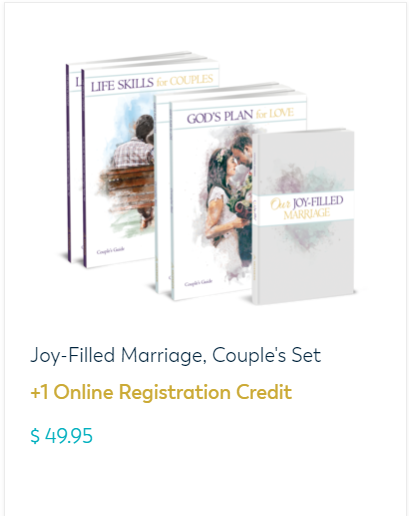 L
LIFE SKILLS for COUPLES
GOD'S PLAN for LOVE
Our JOY-FILLED
MARRIAGE
Couple's Guide
Couple's Guide
Joy-Filled Marriage, Couple's Set
+1 Online Registration Credit
$ 49.95